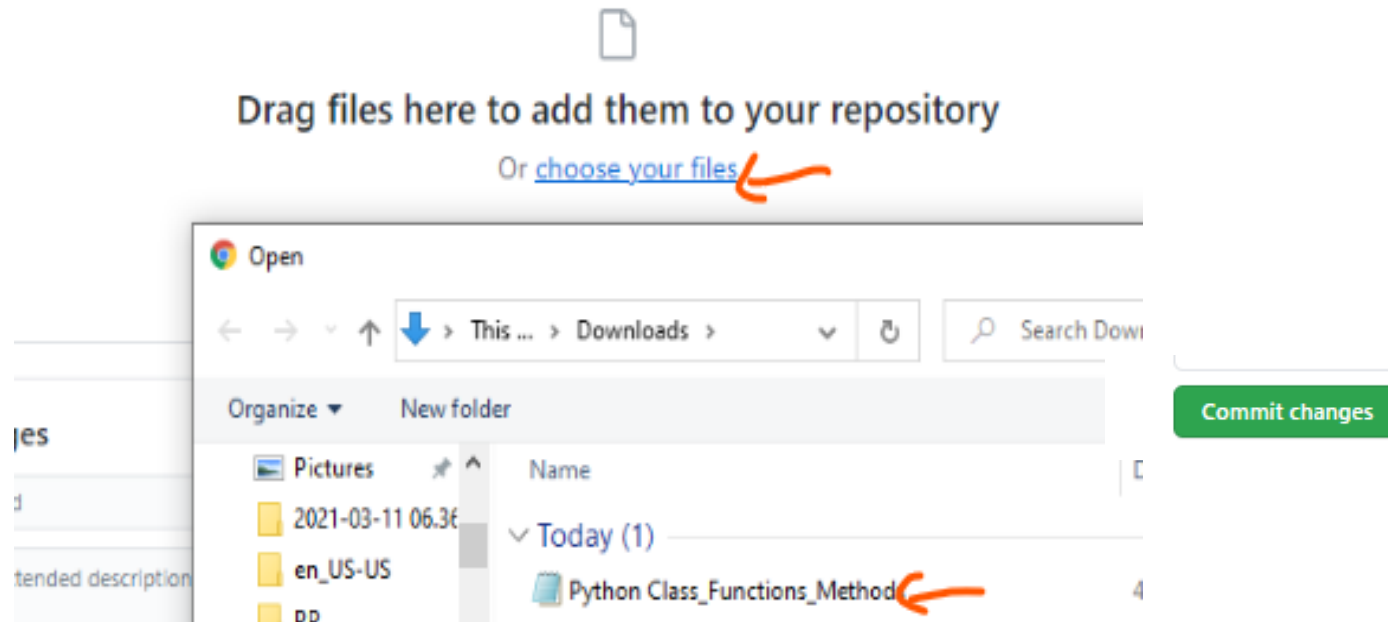 Drag files here to add them to your repository
Or choose your files
Open
This ... > Downloads >
Search Dow
Organize
New folder
ges
Commit changes
Pictures
Name
2021-03-11 06.36
Today (1)
en_US-US
tended description
Python Class_Functions_Method